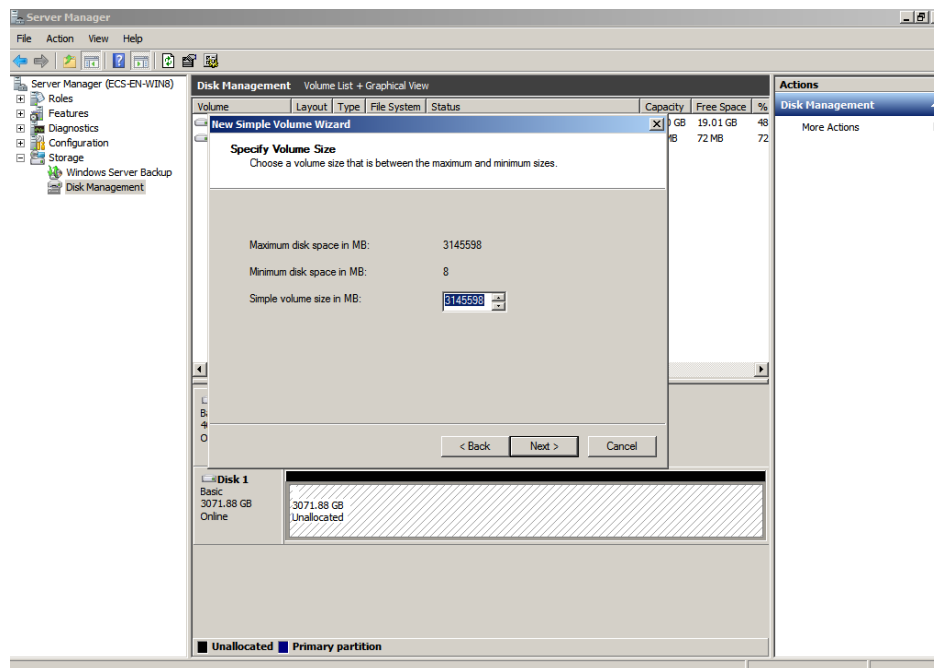 Server Manager
File Action View Help
Server Manager (ECS-EN-WIN8)
Roles
Features
Diagnostics
Configuration
Storage
Windows Server Backup
Disk Management
Disk Management Volume List + Graphical View
Volume Layout Type File System Status Capacity Free Space %
GB 19.01 GB 48
MB 72 MB 72
New Simple Volume Wizard
Specify Volume Size
Choose a volume size that is between the maximum and minimum sizes.
Maximum disk space in MB: 3145598
Minimum disk space in MB: 8
Simple volume size in MB: 3145598
< Back Next > Cancel
Disk 1
Basic
3071.88 GB
Online
3071.88 GB
Unallocated
Unallocated Primary partition
Actions
Disk Management
More Actions